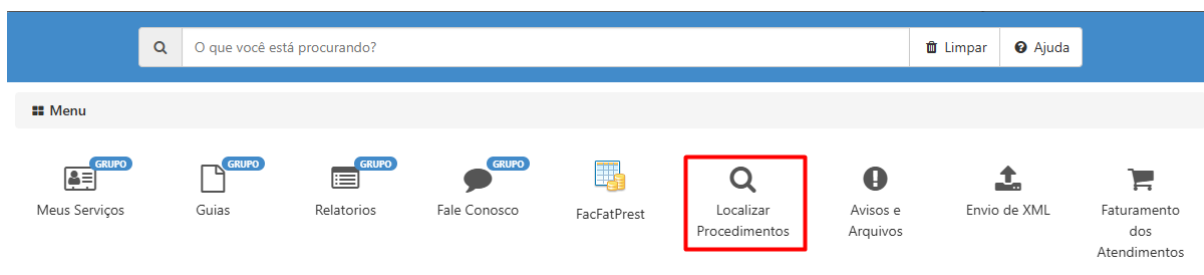 O que você está procurando?
Limpar
Ajuda
Menu
GRUPO
GRUPO
GRUPO
GRUPO
Meus Serviços
Guias
Relatorios
Fale Conosco
FacFatPrest
Localizar
Procedimentos
Avisos e
Arquivos
Envio de XML
Faturamento
dos
Atendimentos